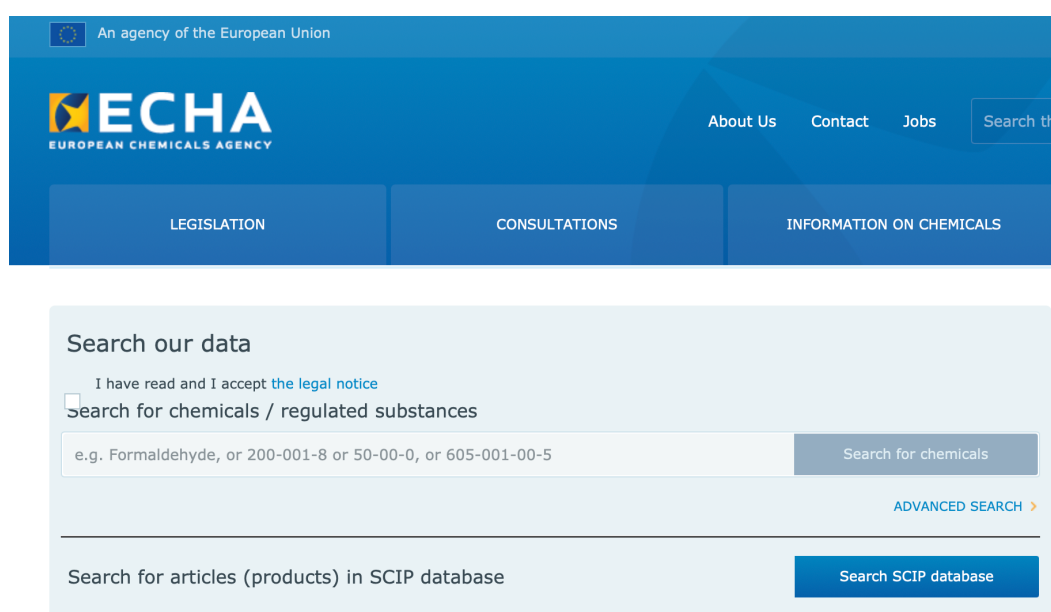 An agency of the European Union
ECHA
EUROPEAN CHEMICALS AGENCY
About Us Contact Jobs Search
LEGISLATION CONSULTATIONS INFORMATION ON CHEMICALS
Search our data
I have read and I accept the legal notice
Search for chemicals / regulated substances
e.g. Formaldehyde, or 200-001-8 or 50-00-0, or 605-001-00-5 Search for chemicals
ADVANCED SEARCH >
Search for articles (products) in SCIP database Search SCIP database